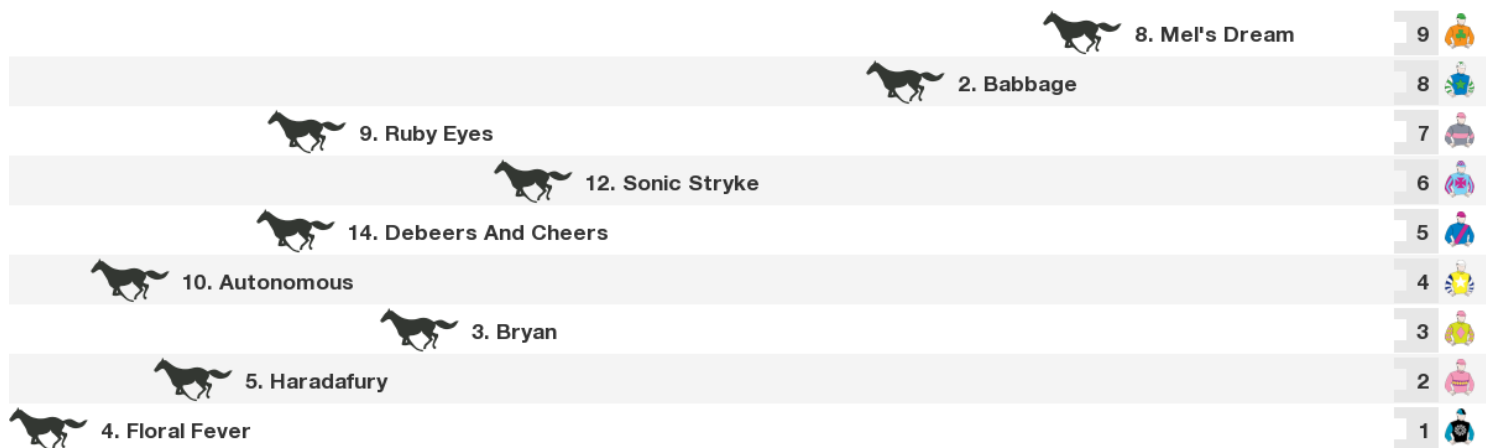 8. Mel's Dream 9
2. Babbage 8
9. Ruby Eyes 7
12. Sonic Stryke 6
14. Debeers And Cheers 5
10. Autonomous 4
3. Bryan 3
5. Haradafury 2
4. Floral Fever 1